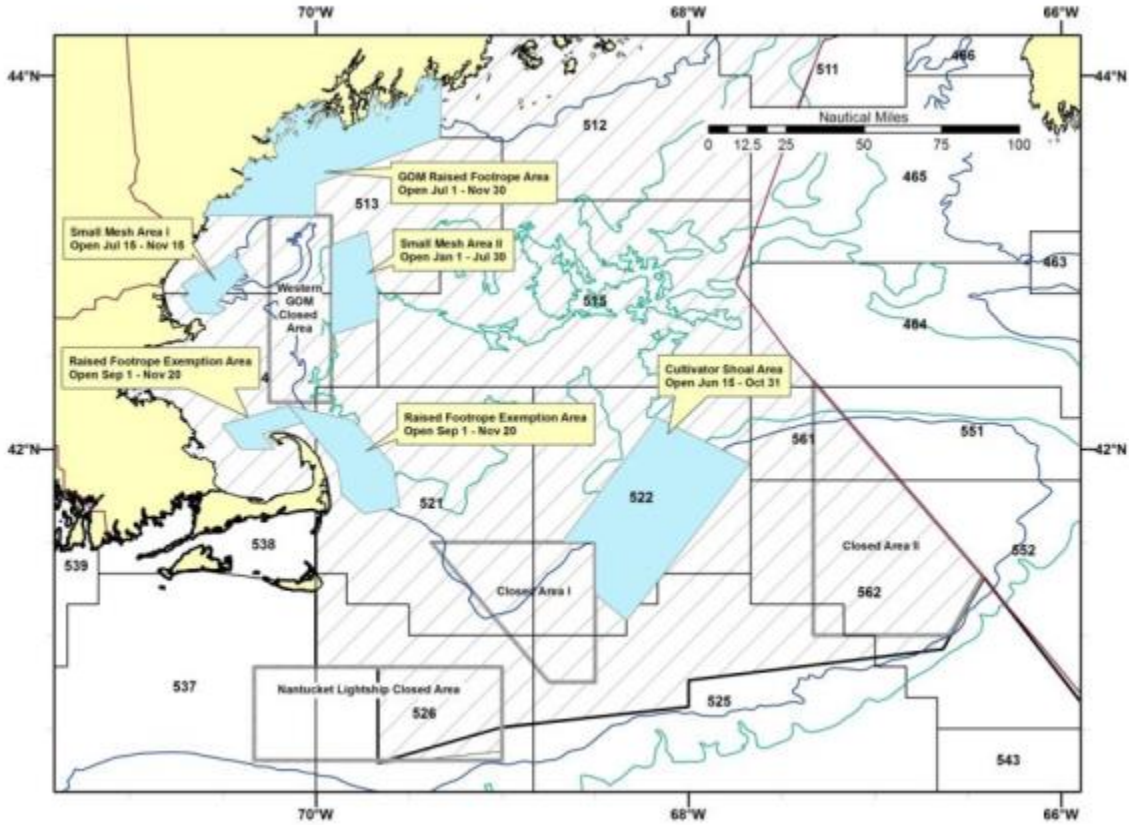 70°W
68°W
66°W
44°N
44°N
466
511
512
Nautical Miles
0 12.5 25 50 75 100
465
GOM Raised Footrope Area
Open Jul 1 - Nov 30
513
Small Mesh Area I
Open Jul 15 - Nov 15
Small Mesh Area II
Open Jan 1 - Jul 30
463
Western
GOM
Closed
Area
515
464
Raised Footrope Exemption Area
Open Sep 1 - Nov 20
4
Cultivator Shoal Area
Open Jun 15 - Oct 31
Raised Footrope Exemption Area
Open Sep 1 - Nov 20
42°N
561
551
42°N
521
522
538
539
Closed Area II
552
Closed Area I
562
537
Nantucket Lightship Closed Area
526
525
543
70°W
68°W
66°W